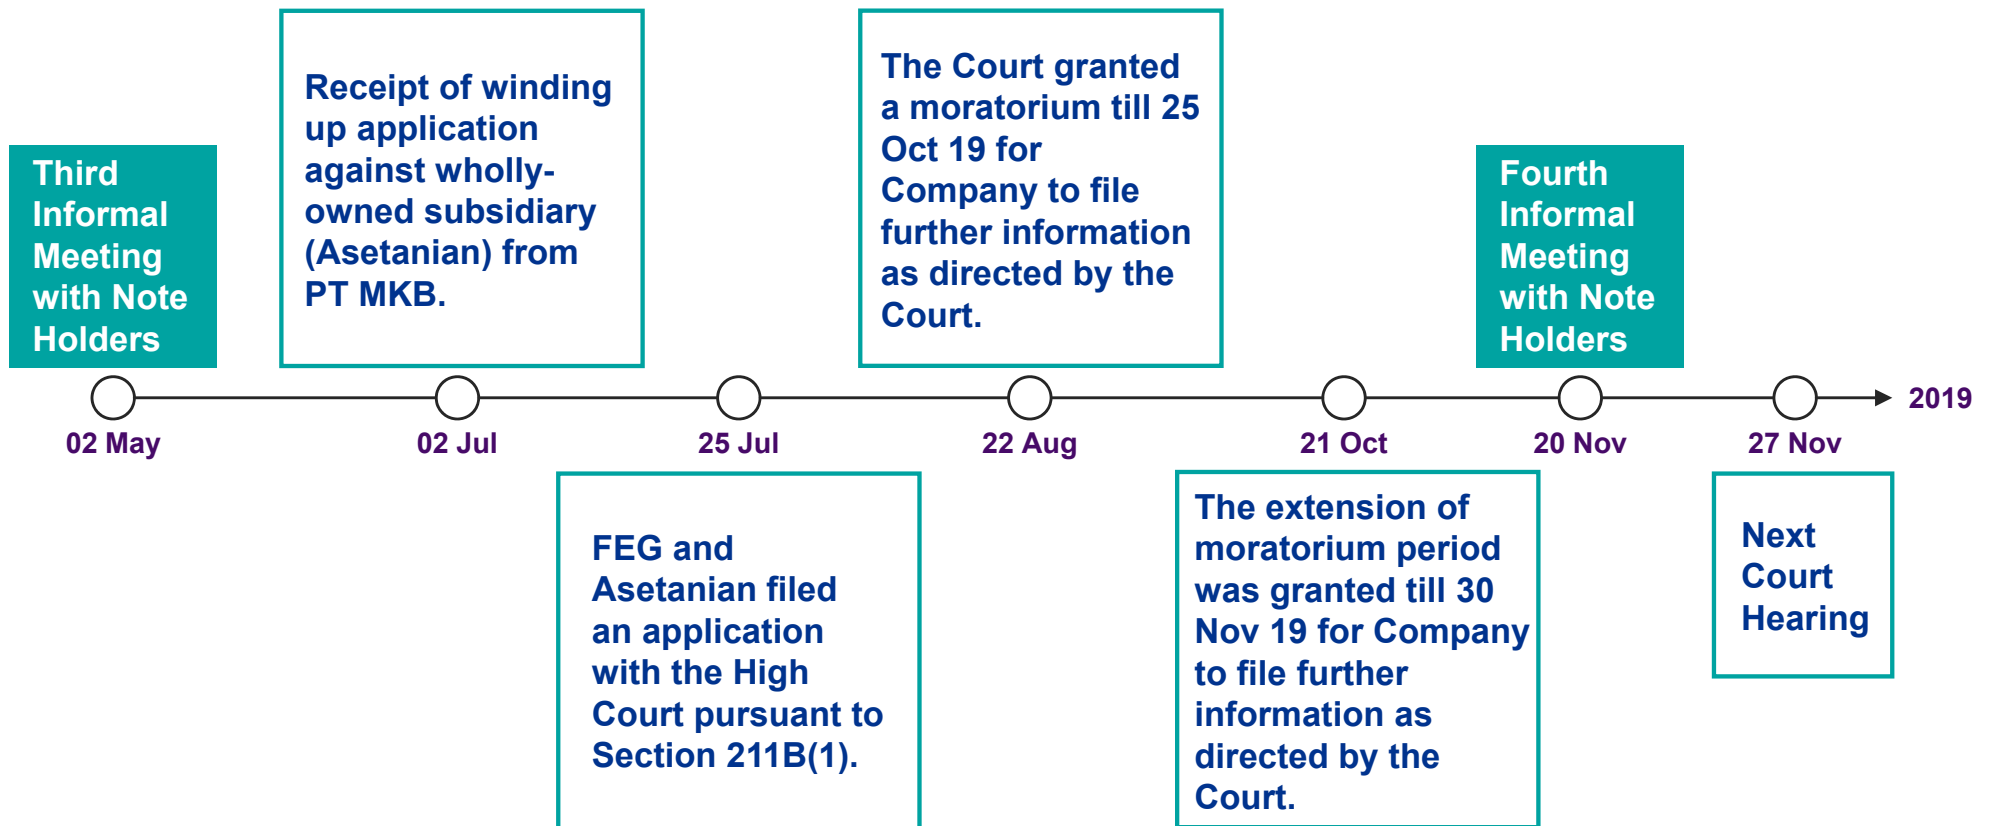 Third
Informal
Meeting
with Note
Holders
Receipt of winding
up application
against wholly-
owned subsidiary
(Asetanian) from
PT MKB.
The Court granted
a moratorium till 25
Oct 19 for
Company to file
further information
as directed by the
Court.
Fourth
Informal
Meeting
with Note
Holders
2019
02 May
02 Jul
25 Jul
22 Aug
21 Oct
20 Nov
27 Nov
FEG and
Asetanian filed
an application
with the High
Court pursuant to
Section 211B(1).
The extension of
moratorium period
was granted till 30
Nov 19 for Company
to file further
information as
directed by the
Court.
Next
Court
Hearing